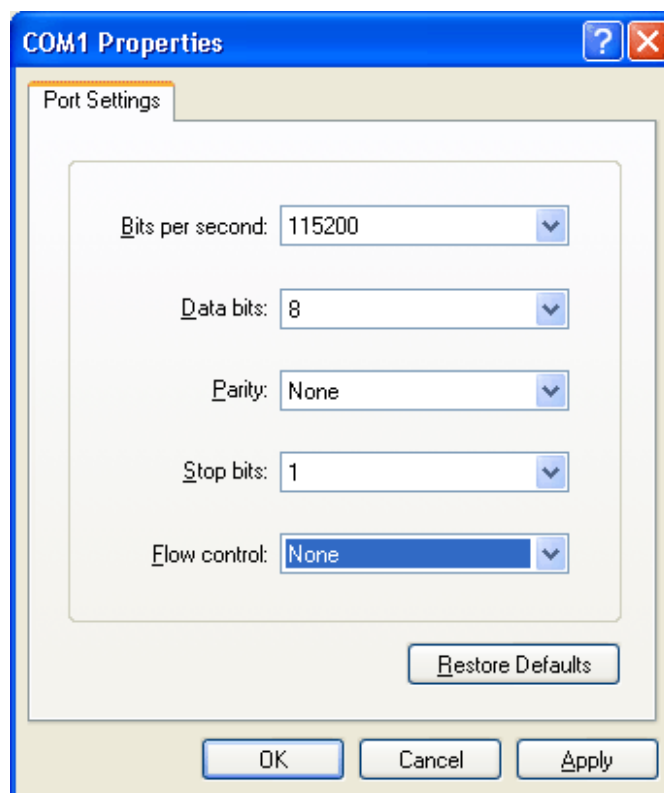 COM1 Properties
Port Settings
Bits per second: 115200
Data bits: 8
Parity: None
Stop bits: 1
Flow control: None
Restore Defaults
OK Cancel Apply